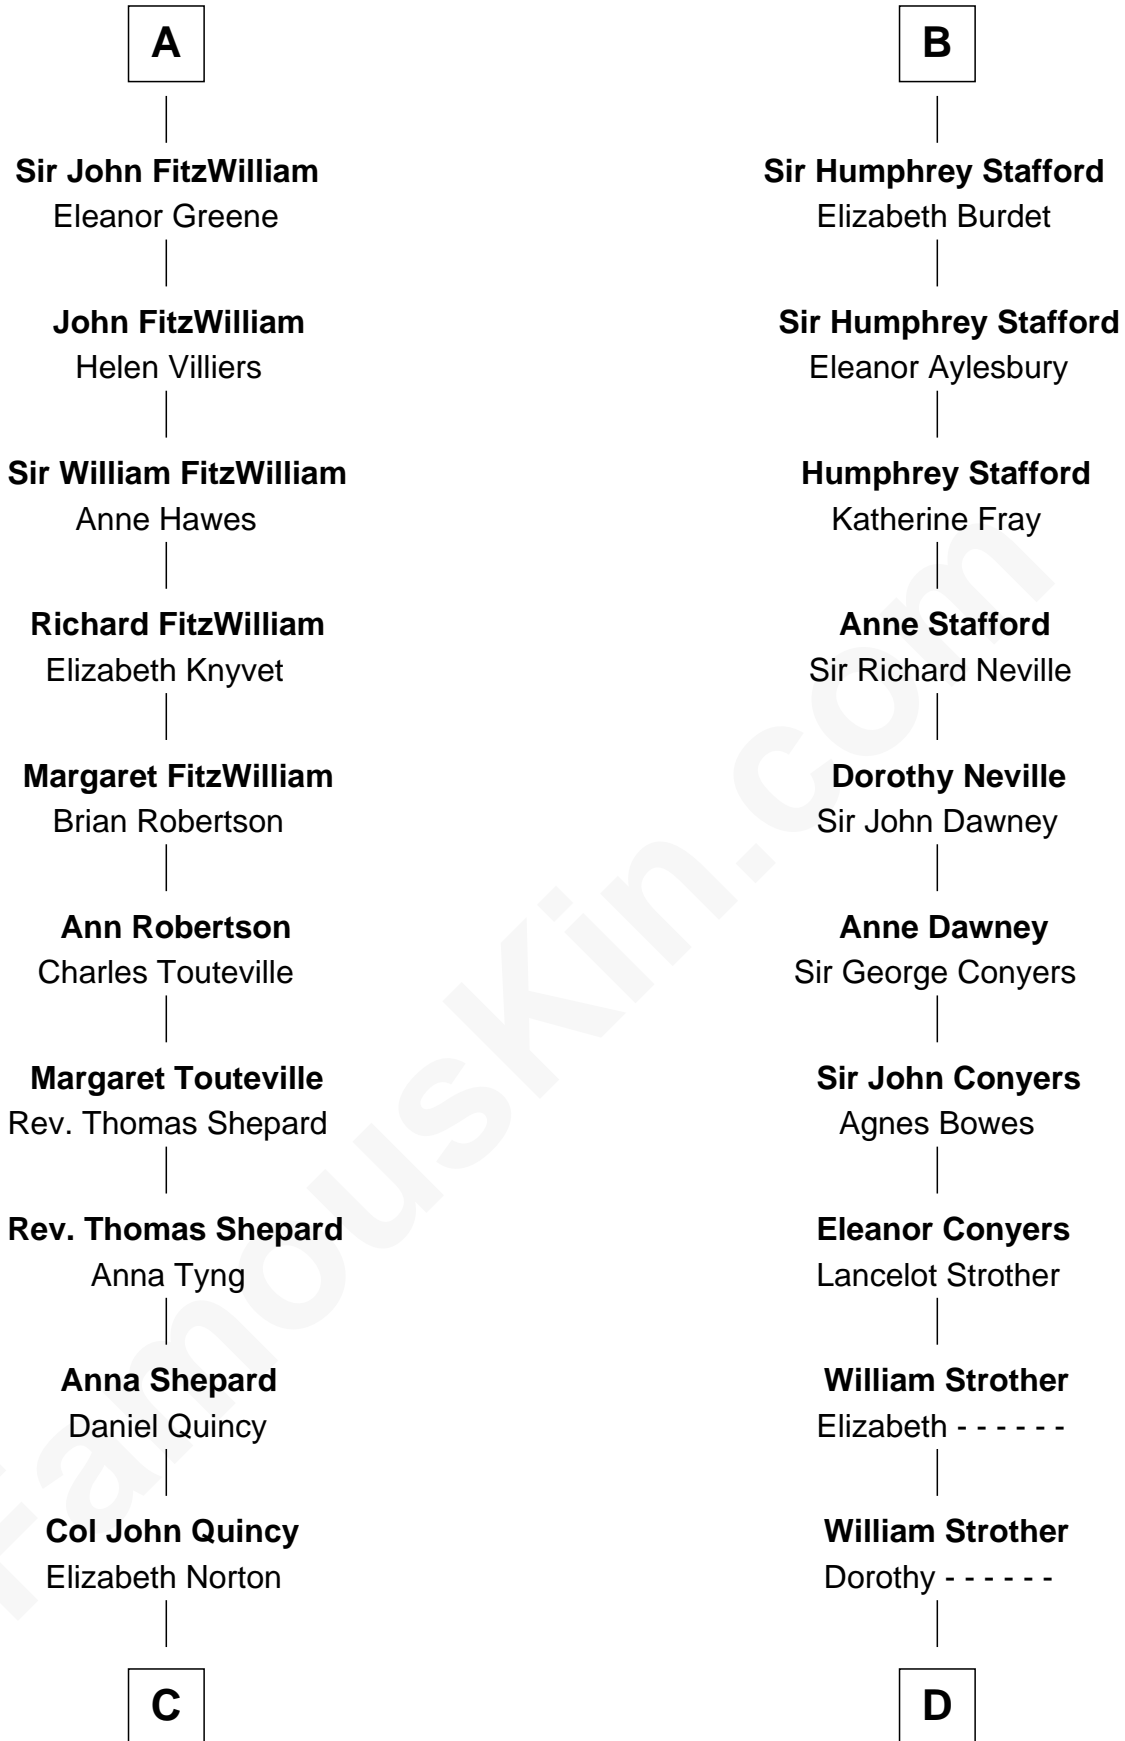 A
Sir John FitzWilliam
Eleanor Greene
John FitzWilliam
Helen Villiers
Sir William FitzWilliam
Anne Hawes
Richard FitzWilliam
Elizabeth Knyvet
Margaret FitzWilliam
Brian Robertson
Ann Robertson
Charles Touteville
Margaret Touteville
Rev. Thomas Shepard
Rev. Thomas Shepard
Anna Tyng
Anna Shepard
Daniel Quincy
Col John Quincy
Elizabeth Norton
C
B
Sir Humphrey Stafford
Elizabeth Burdet
Sir Humphrey Stafford
Eleanor Aylesbury
Humphrey Stafford
Katherine Fray
Anne Stafford
Sir Richard Neville
Dorothy Neville
Sir John Dawney
Anne Dawney
Sir George Conyers
Sir John Conyers
Agnes Bowes
Eleanor Conyers
Lancelot Strother
William Strother
Elizabeth - - - - - -
William Strother
Dorothy - - - - - -
D
FamousKin.com